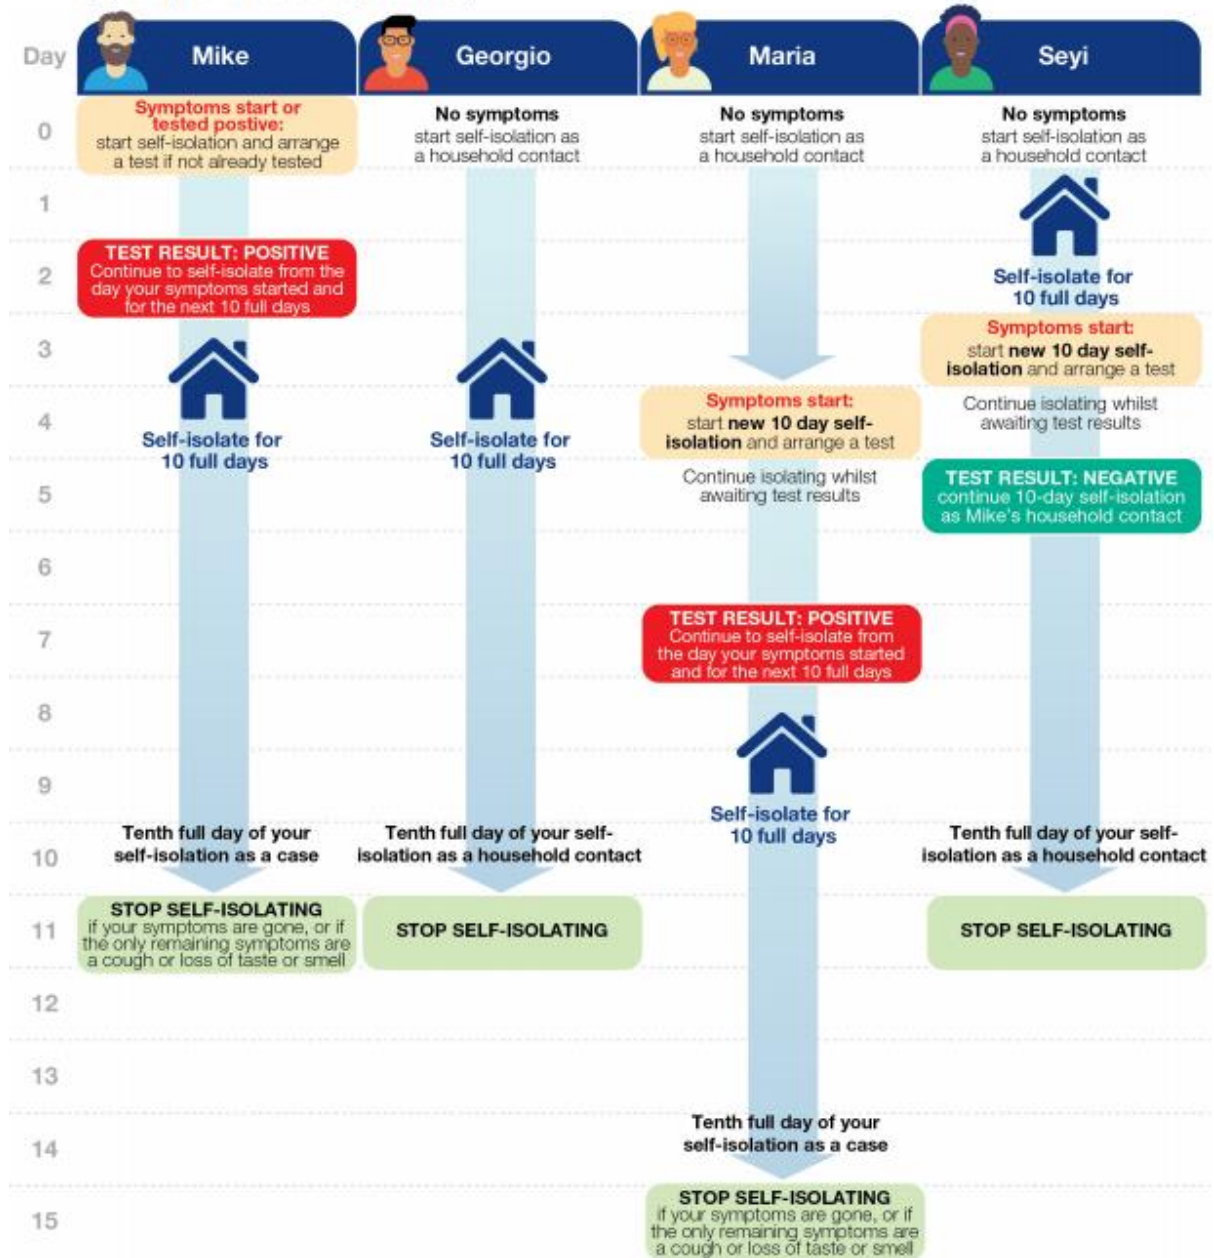 Day
Mike
Georgio
Maria
Seyi
0
Symptoms start or
tested postive:
start self-isolation and arrange
a test if not already tested
No symptoms
start self-isolation as
a household contact
No symptoms
start self-isolation as
a household contact
No symptoms
start self-isolation as
a household contact
1
2
TEST RESULT: POSITIVE
Continue to self-isolate from the
day your symptoms started and
for the next 10 full days
Self-isolate for
10 full days
3
Symptoms start:
start new 10 day self-
isolation and arrange a test
4
Self-isolate for
10 full days
Self-isolate for
10 full days
Symptoms start:
start new 10 day self-
isolation and arrange a test
Continue isolating whilst
awaiting test results
5
Continue isolating whilst
awaiting test results
TEST RESULT: NEGATIVE
continue 10-day self-isolation
as Mike's household contact
6
7
TEST RESULT: POSITIVE
Continue to self-isolate from
the day your symptoms started
and for the next 10 full days
8
9
Self-isolate for
10 full days
10
Tenth full day of your
self-isolation as a case
Tenth full day of your self-
isolation as a household contact
Tenth full day of your self-
isolation as a household contact
11
STOP SELF-ISOLATING
if your symptoms are gone, or if
the only remaining symptoms are
a cough or loss of taste or smell
STOP SELF-ISOLATING
STOP SELF-ISOLATING
12
13
14
Tenth full day of your
self-isolation as a case
15
STOP SELF-ISOLATING
if your symptoms are gone, or if
the only remaining symptoms are
a cough or loss of taste or smell